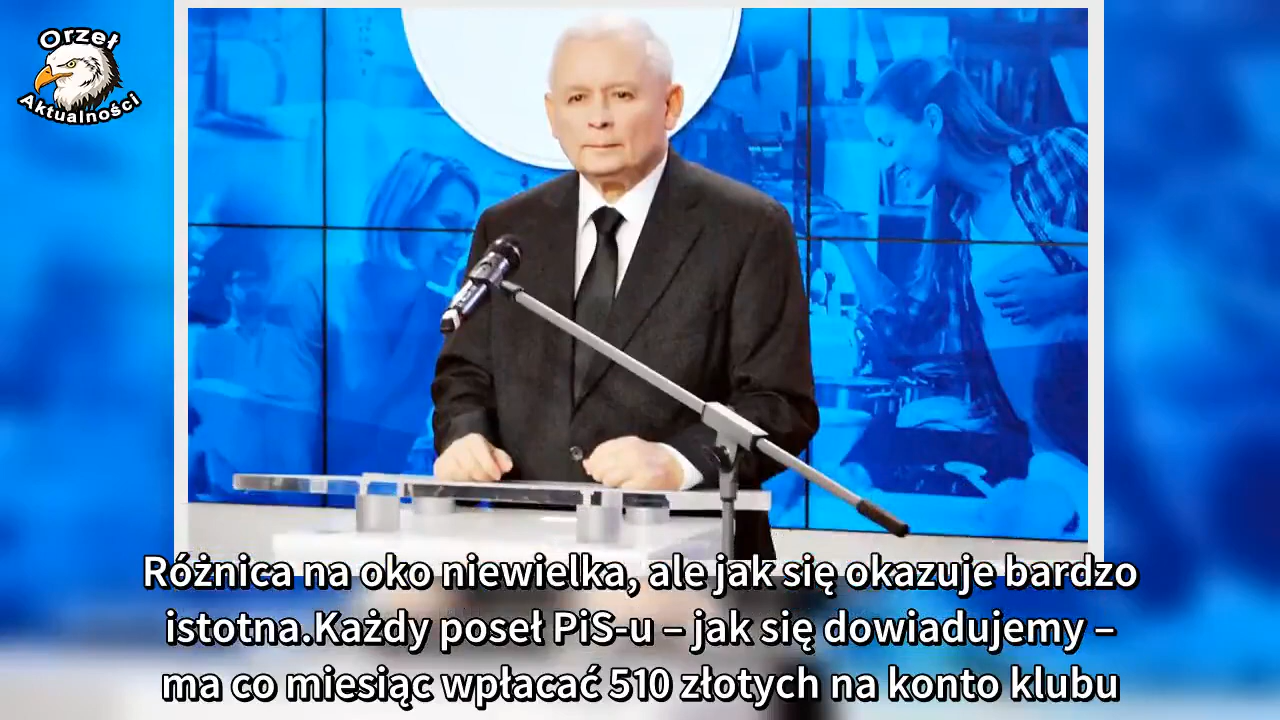 Orzeł
Aktualności
Różnica na oko niewielka, ale jak się okazuje bardzo
istotna.Każdy poseł PiS-u – jak się dowiadujemy –
ma co miesiąc wpłacać 510 złotych na konto klubu